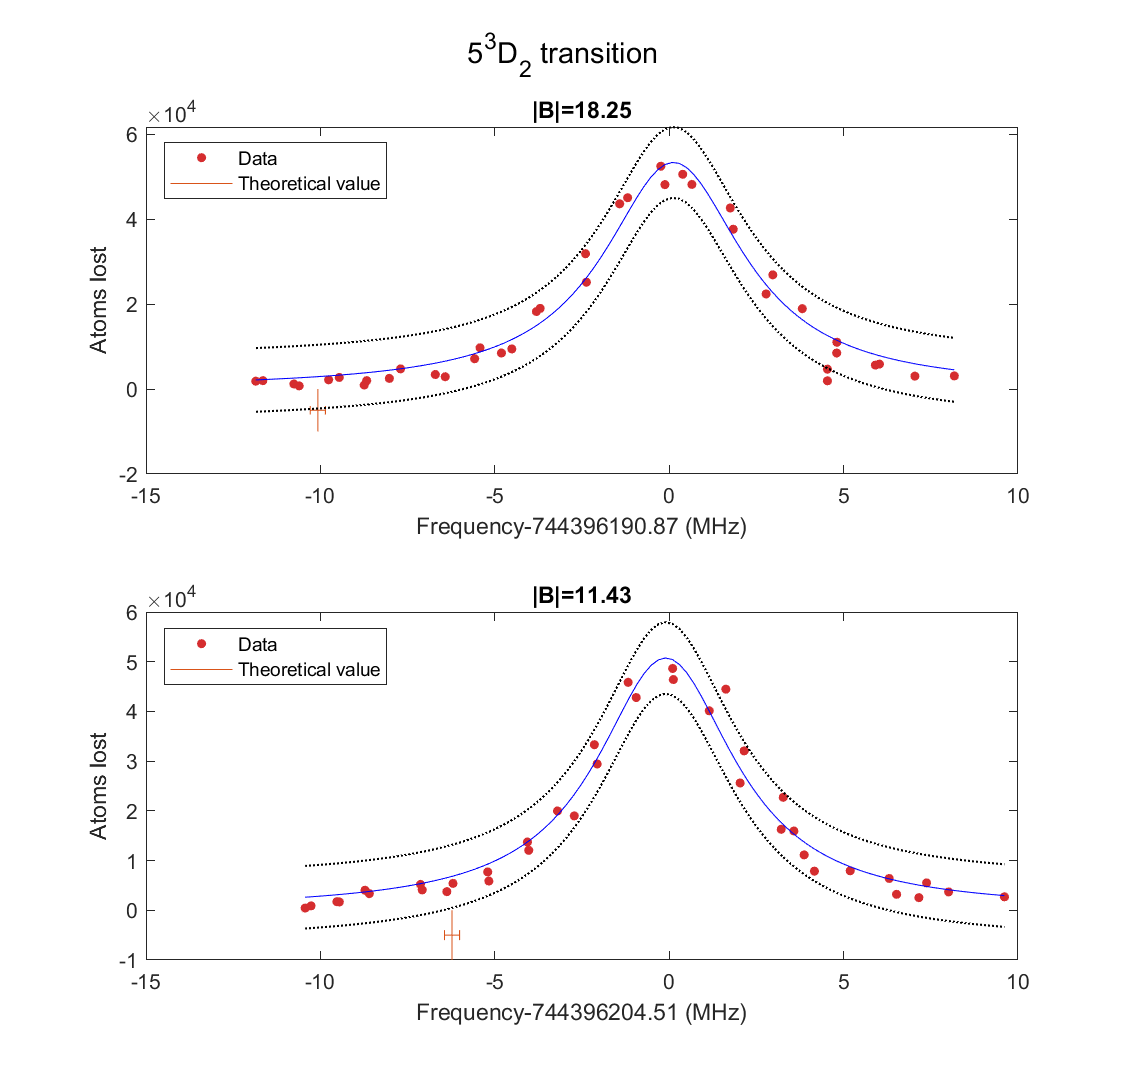 5³D₂ transition
|B|=18.25
×10⁴
6
4
2
0
-2
Data
Theoretical value
Atoms lost
-15 -10 -5 0 5 10
Frequency-744396190.87 (MHz)
|B|=11.43
×10⁴
6
5
4
3
2
1
0
-1
Data
Theoretical value
Atoms lost
-15 -10 -5 0 5 10
Frequency-744396204.51 (MHz)